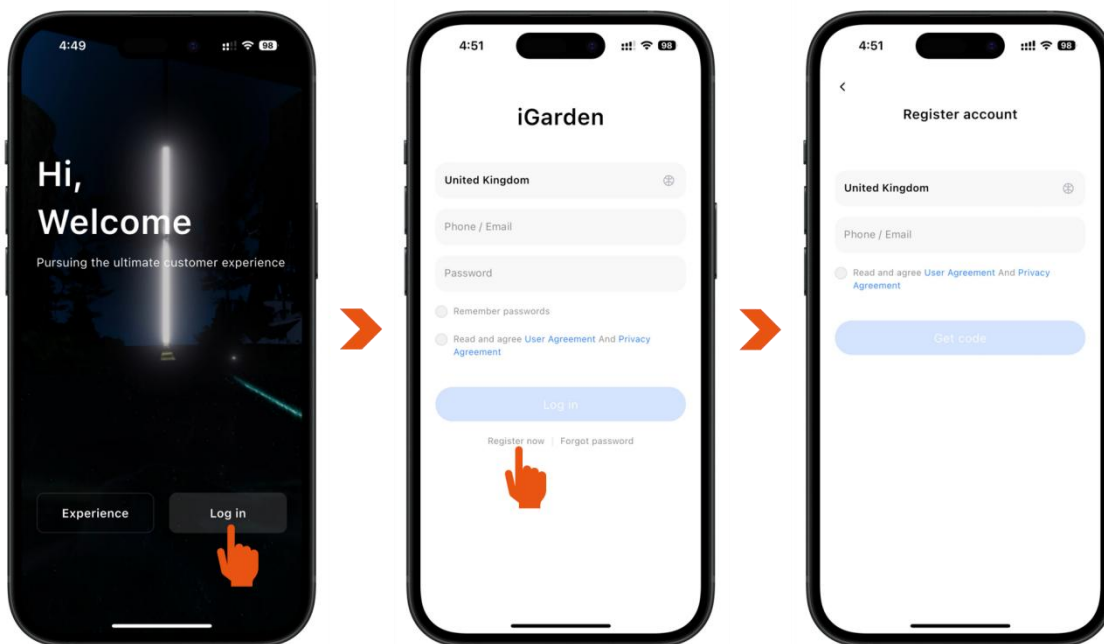 4:49
98
Hi,
Welcome
Pursuing the ultimate customer experience
Experience
Log in
4:51
98
iGarden
United Kingdom
Phone / Email
Password
Remember passwords
Read and agree User Agreement And Privacy
Agreement
Log in
Register now | Forgot password
4:51
98
Register account
United Kingdom
Phone / Email
Read and agree User Agreement And Privacy
Agreement
Get code